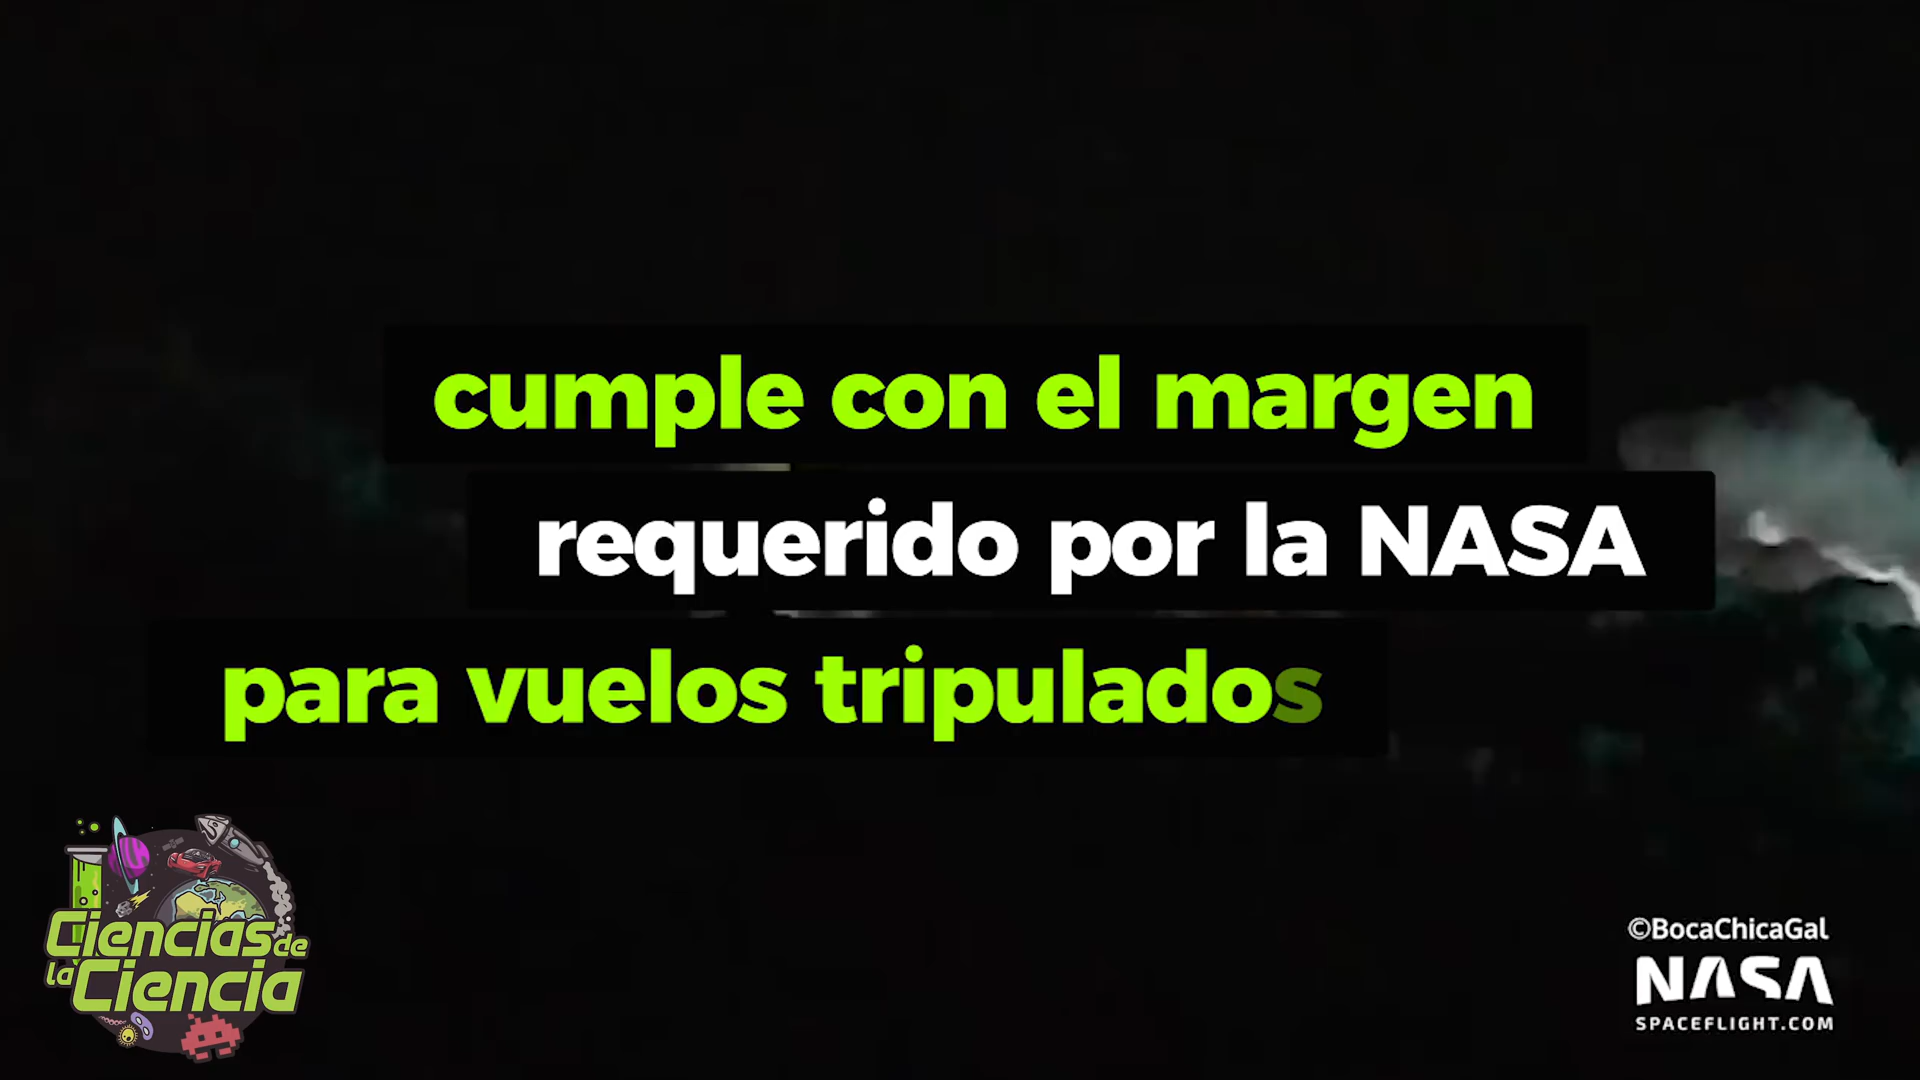 cumple con el margen
requerido por la NASA
para vuelos tripulados
Ciencias de
la Ciencia
©BocaChicaGal
NASA
SPACEFLIGHT.COM